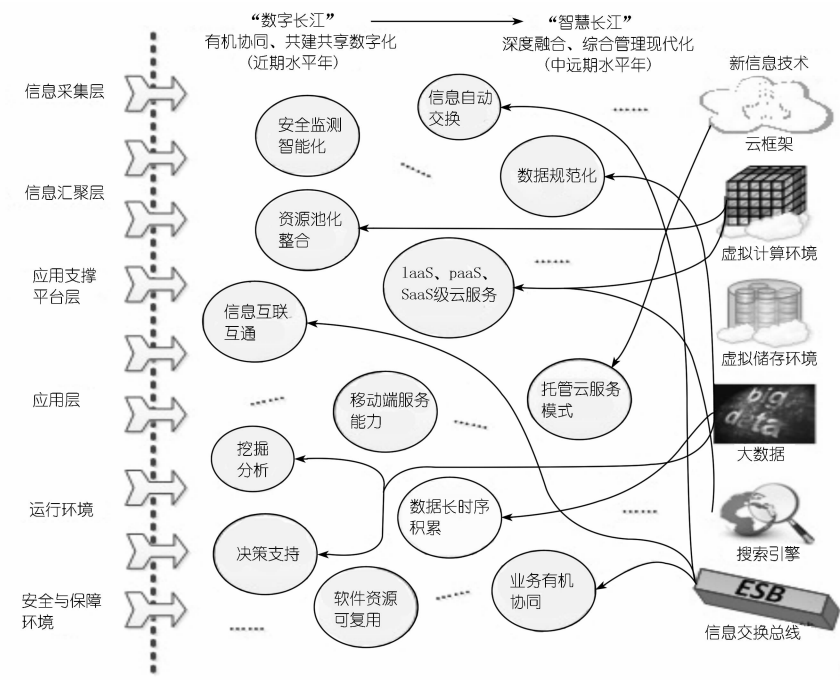 “数字长江”
有机协同、共建共享数字化
(近期水平年)
“智慧长江”
深度融合、综合管理现代化
(中远期水平年)
信息采集层
信息汇聚层
应用支撑
平台层
应用层
运行环境
安全与保障
环境
安全监测
智能化
信息自动
交换
数据规范化
资源池化
整合
laaS、paaS、
SaaS级云服务
信息互联
互通
移动端服务
能力
托管云服务
模式
挖掘
分析
数据长时序
积累
决策支持
软件资源
可复用
业务有机
协同
新信息技术
云框架
虚拟计算环境
虚拟储存环境
big
data
大数据
搜索引擎
ESB
信息交换总线